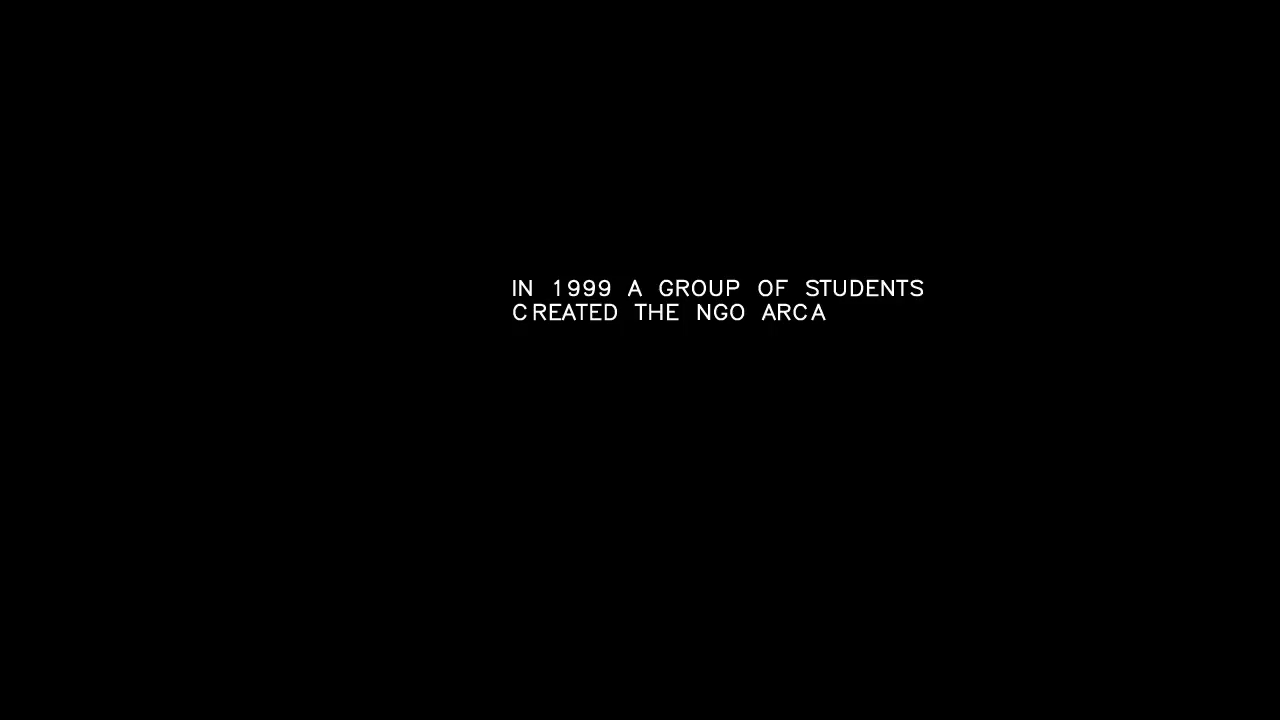 IN 1999 A GROUP OF STUDENTS
CREATED THE NGO ARCA